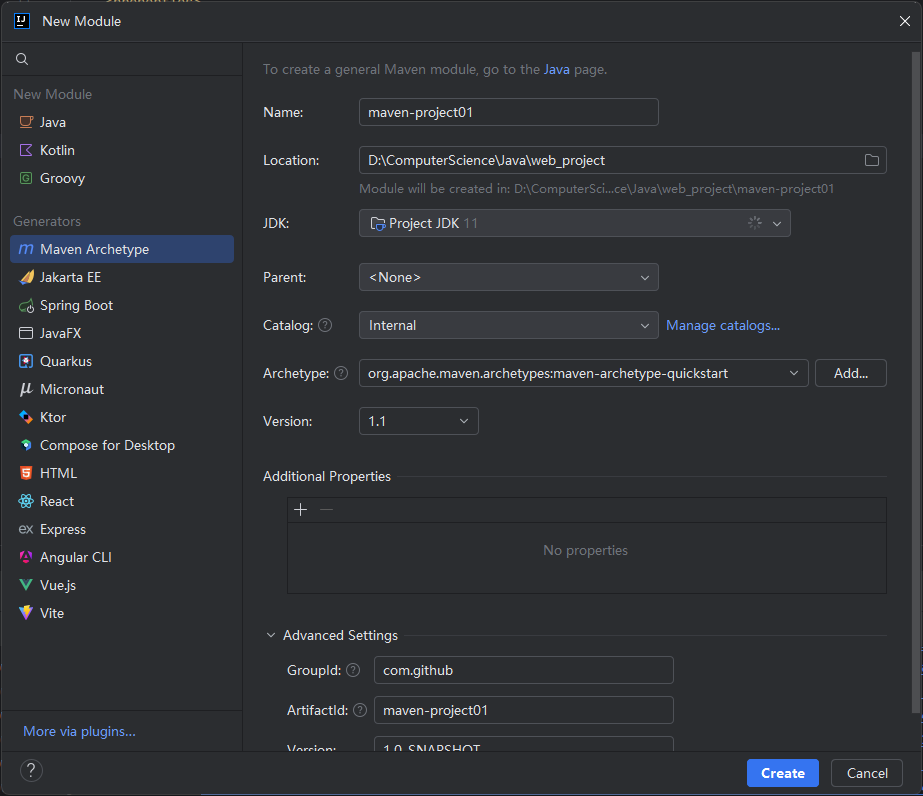 New Module
To create a general Maven module, go to the Java page.
New Module
Java
Kotlin
Groovy
Generators
Maven Archetype
Jakarta EE
Spring Boot
JavaFX
Quarkus
Micronaut
Ktor
Compose for Desktop
HTML
React
ex Express
Angular CLI
Vue.js
Vite
More via plugins...
Name: maven-project01
Location: D:\ComputerScience\Java\web_project
Module will be created in: D:\ComputerSci...ce\Java\web_project\maven-project01
JDK: Project JDK 11
Parent: <None>
Catalog: ? Internal Manage catalogs...
Archetype: ? org.apache.maven.archetypes:maven-archetype-quickstart Add...
Version: 1.1
Additional Properties
No properties
Advanced Settings
GroupId: ? com.github
ArtifactId: ? maven-project01
Version: 1.0-SNAPSHOT
? Create Cancel